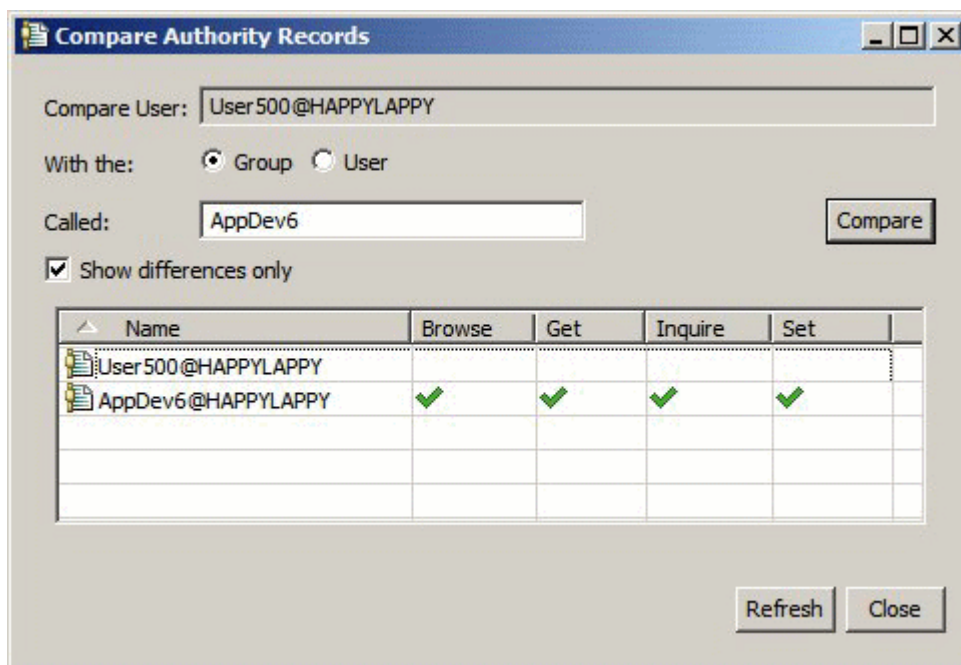 Compare Authority Records
Compare User: User500@HAPPYLAPPY
With the: Group User
Called: AppDev6 Compare
Show differences only
Name Browse Get Inquire Set
User500@HAPPYLAPPY
AppDev6@HAPPYLAPPY
Refresh Close